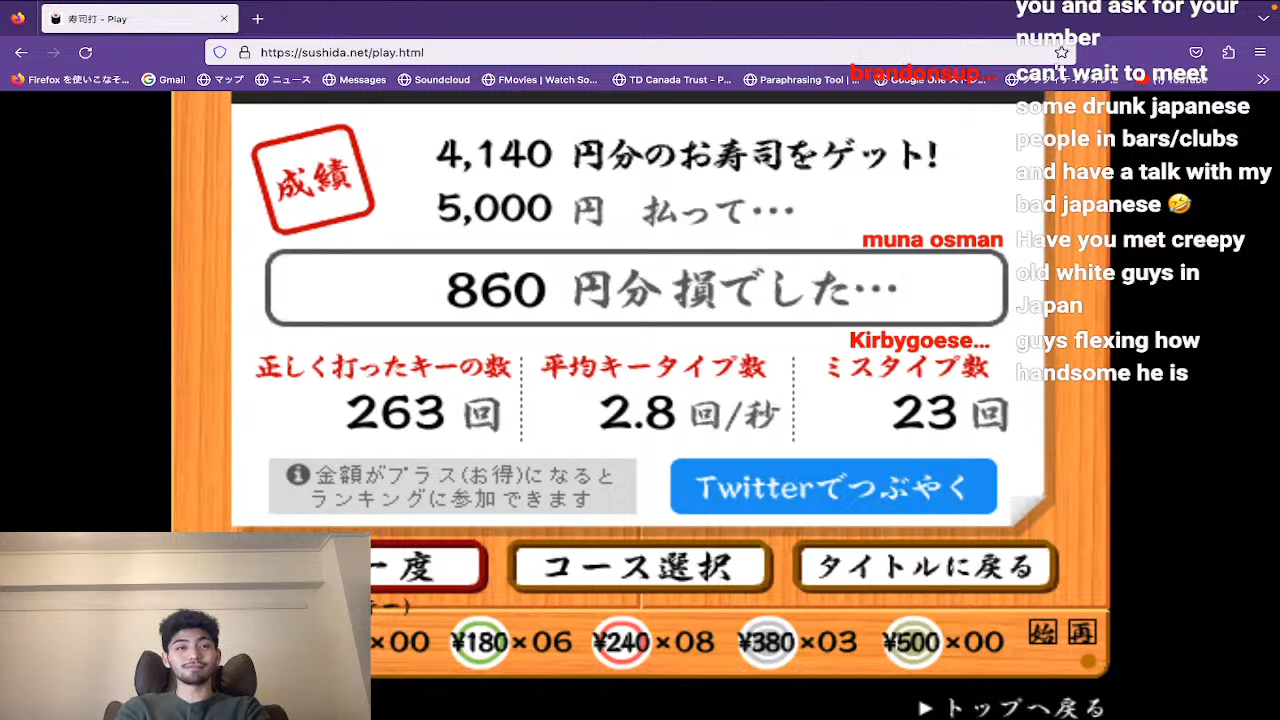 寿司打 - Play
https://sushida.net/play.html
Firefox を使いこなそ…
Gmail
マップ
ニュース
Messages
Soundcloud
FMovies | Watch So…
TD Canada Trust - P…
Paraphrasing Tool |…
you and ask for your
number
brandonsup…
can't wait to meet
some drunk japanese
people in bars/clubs
and have a talk with my
bad japanese 🤣
muna osman
Have you met creepy
old white guys in
Japan
Kirbygoese…
guys flexing how
handsome he is
成績
4,140 円分のお寿司をゲット!
5,000 円 払って…
860 円分 損でした…
正しく打ったキーの数
263 回
平均キータイプ数
2.8 回/秒
ミスタイプ数
23 回
金額がプラス(お得)になると
ランキングに参加できます
Twitterでつぶやく
一度
コース選択
タイトルに戻る
×00
¥180×06
¥240×08
¥380×03
¥500×00
始 再
▶トップへ戻る